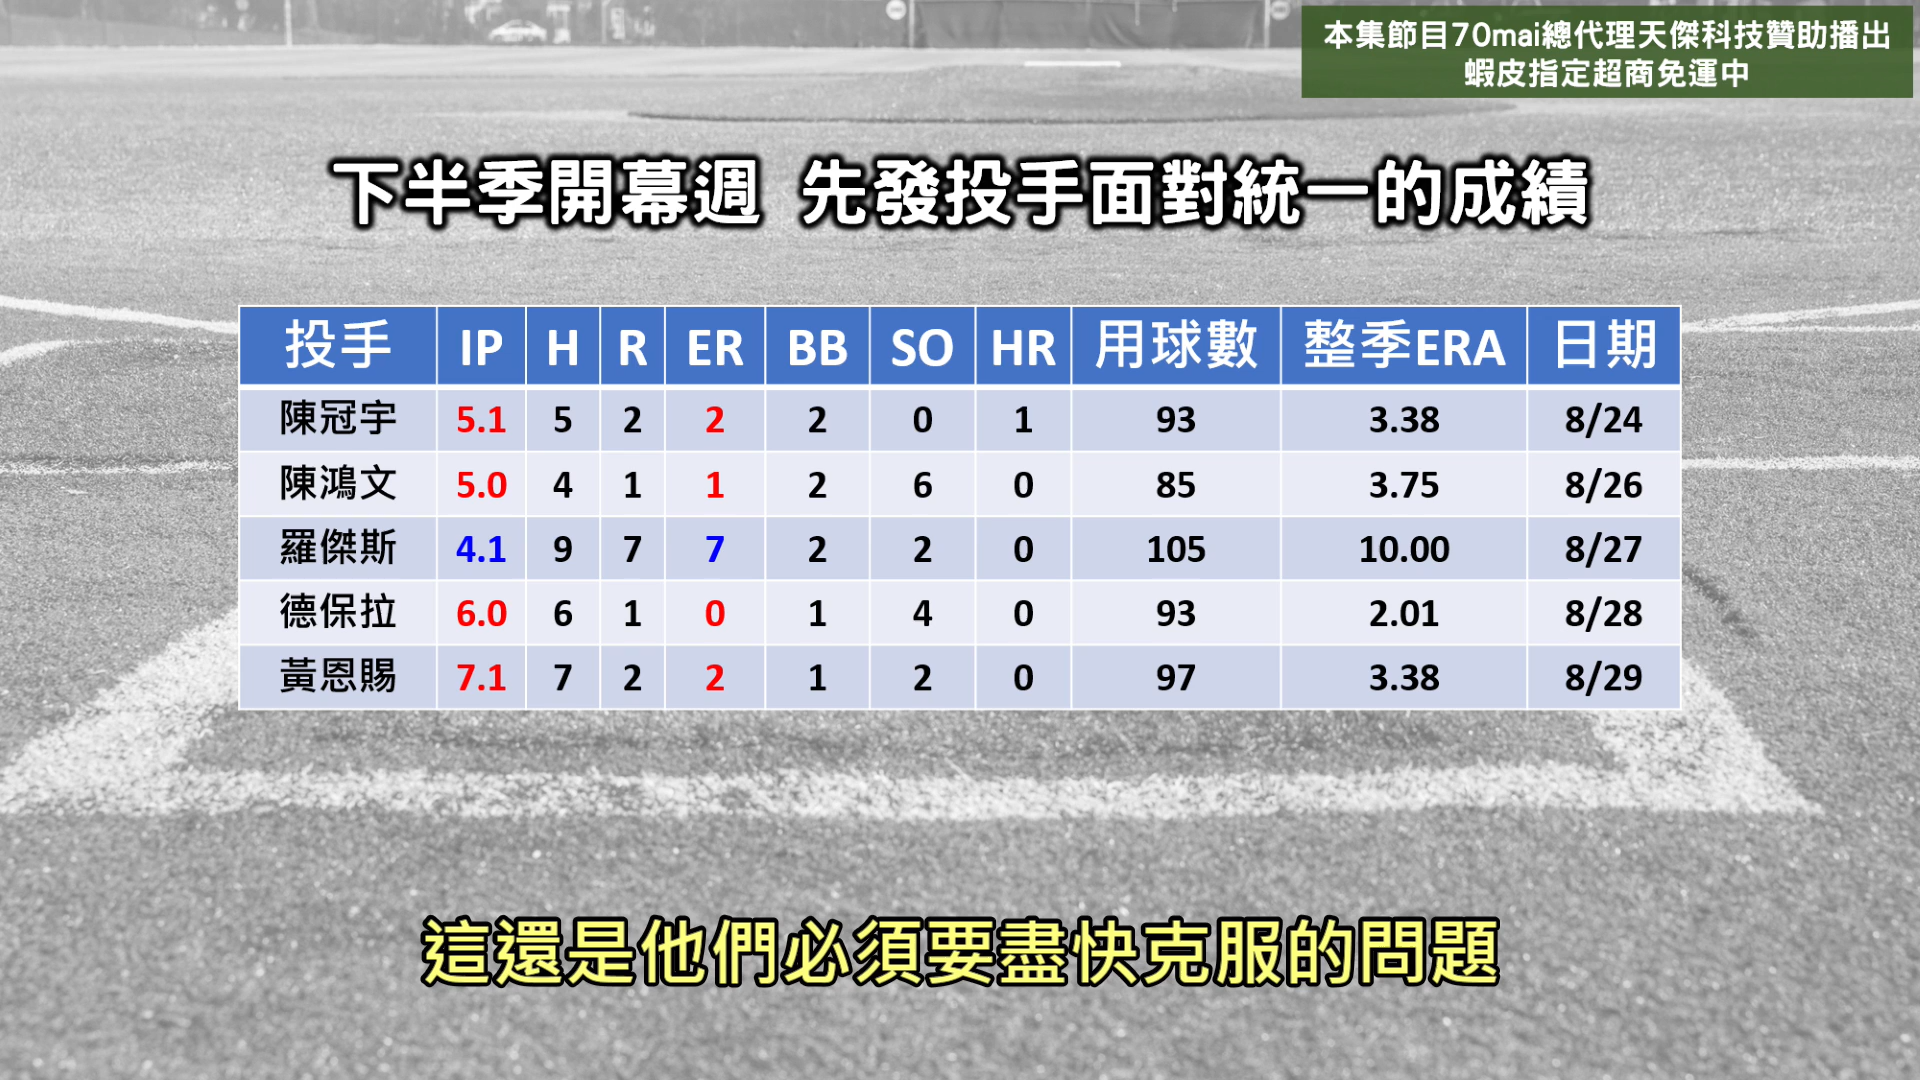 本集節目70mai總代理天傑科技贊助播出
蝦皮指定超商免運中
下半季開幕週 先發投手面對統一的成績
投手 IP H R ER BB SO HR 用球數 整季ERA 日期
陳冠宇 5.1 5 2 2 2 0 1 93 3.38 8/24
陳鴻文 5.0 4 1 1 2 6 0 85 3.75 8/26
羅傑斯 4.1 9 7 7 2 2 0 105 10.00 8/27
德保拉 6.0 6 1 0 1 4 0 93 2.01 8/28
黃恩賜 7.1 7 2 2 1 2 0 97 3.38 8/29
這還是他們必須要盡快克服的問題